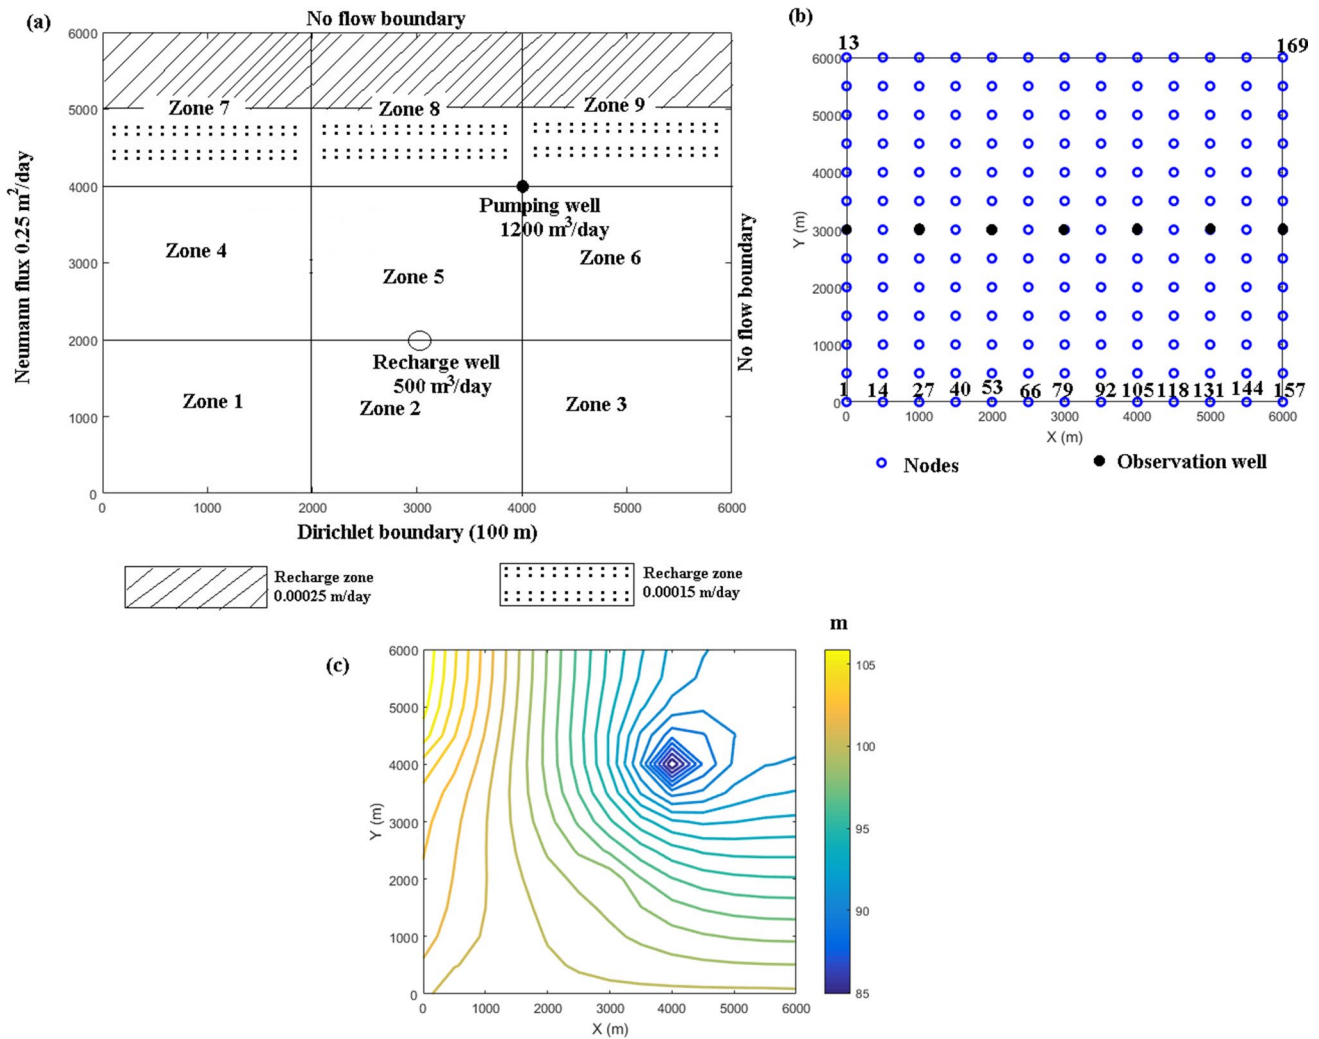 (a)
No flow boundary
6000
5000
4000
3000
2000
1000
0
Neumann flux 0.25 m²/day
Zone 7
Zone 8
Zone 9
Pumping well
1200 m³/day
Zone 4
Zone 5
Zone 6
Recharge well
500 m³/day
Zone 1
Zone 2
Zone 3
No flow boundary
1000
2000
3000
4000
5000
6000
Dirichlet boundary (100 m)
Recharge zone
0.00025 m/day
Recharge zone
0.00015 m/day
(b)
13
169
6000
5000
4000
3000
2000
1000
0
Y (m)
1 14 27 40 53 66 79 92 105 118 131 144 157
0 1000 2000 3000 4000 5000 6000
X (m)
Nodes
Observation well
(c)
6000
5000
4000
3000
2000
1000
0
Y (m)
0 1000 2000 3000 4000 5000 6000
X (m)
m
105
100
95
90
85